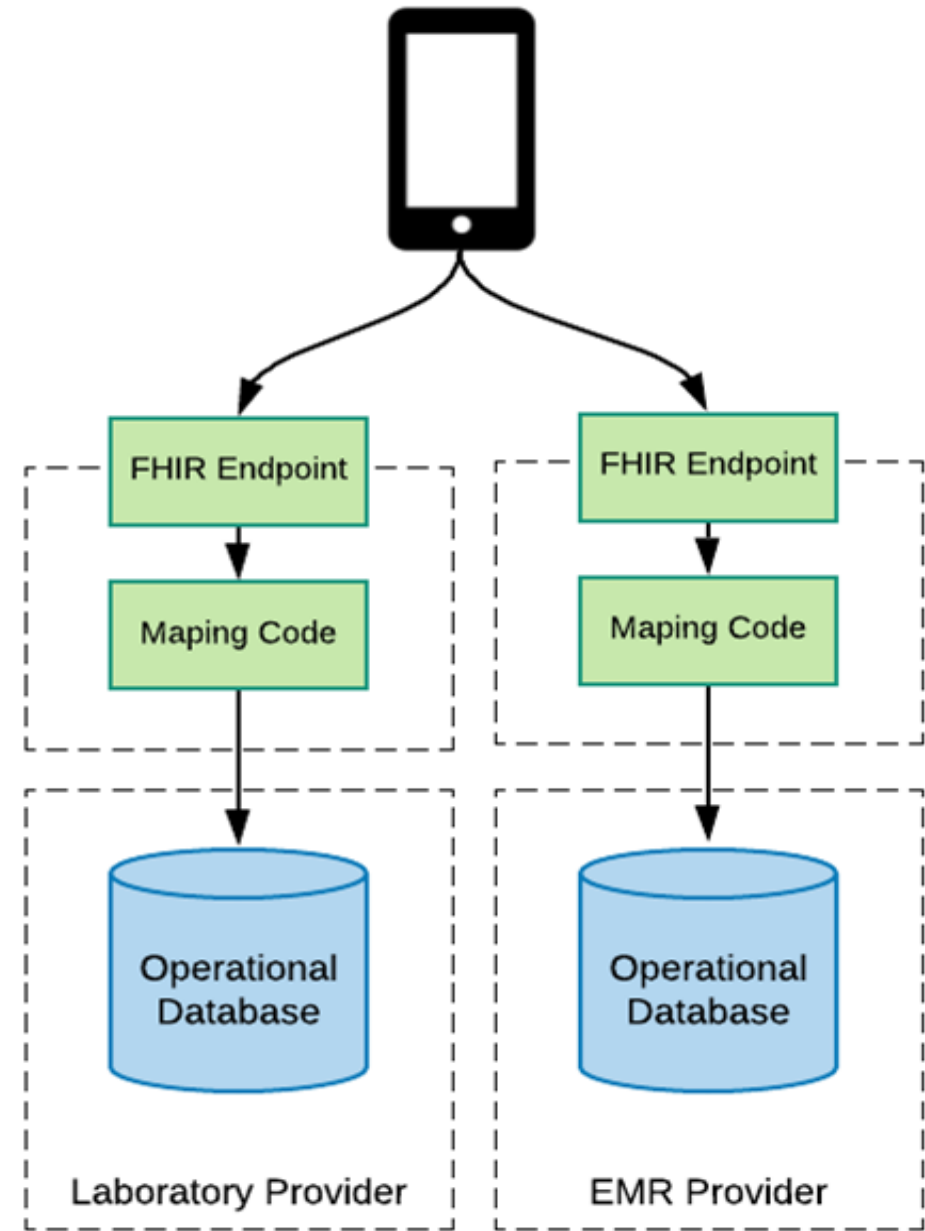 FHIR Endpoint
FHIR Endpoint
Maping Code
Maping Code
Operational
Database
Operational
Database
Laboratory Provider
EMR Provider